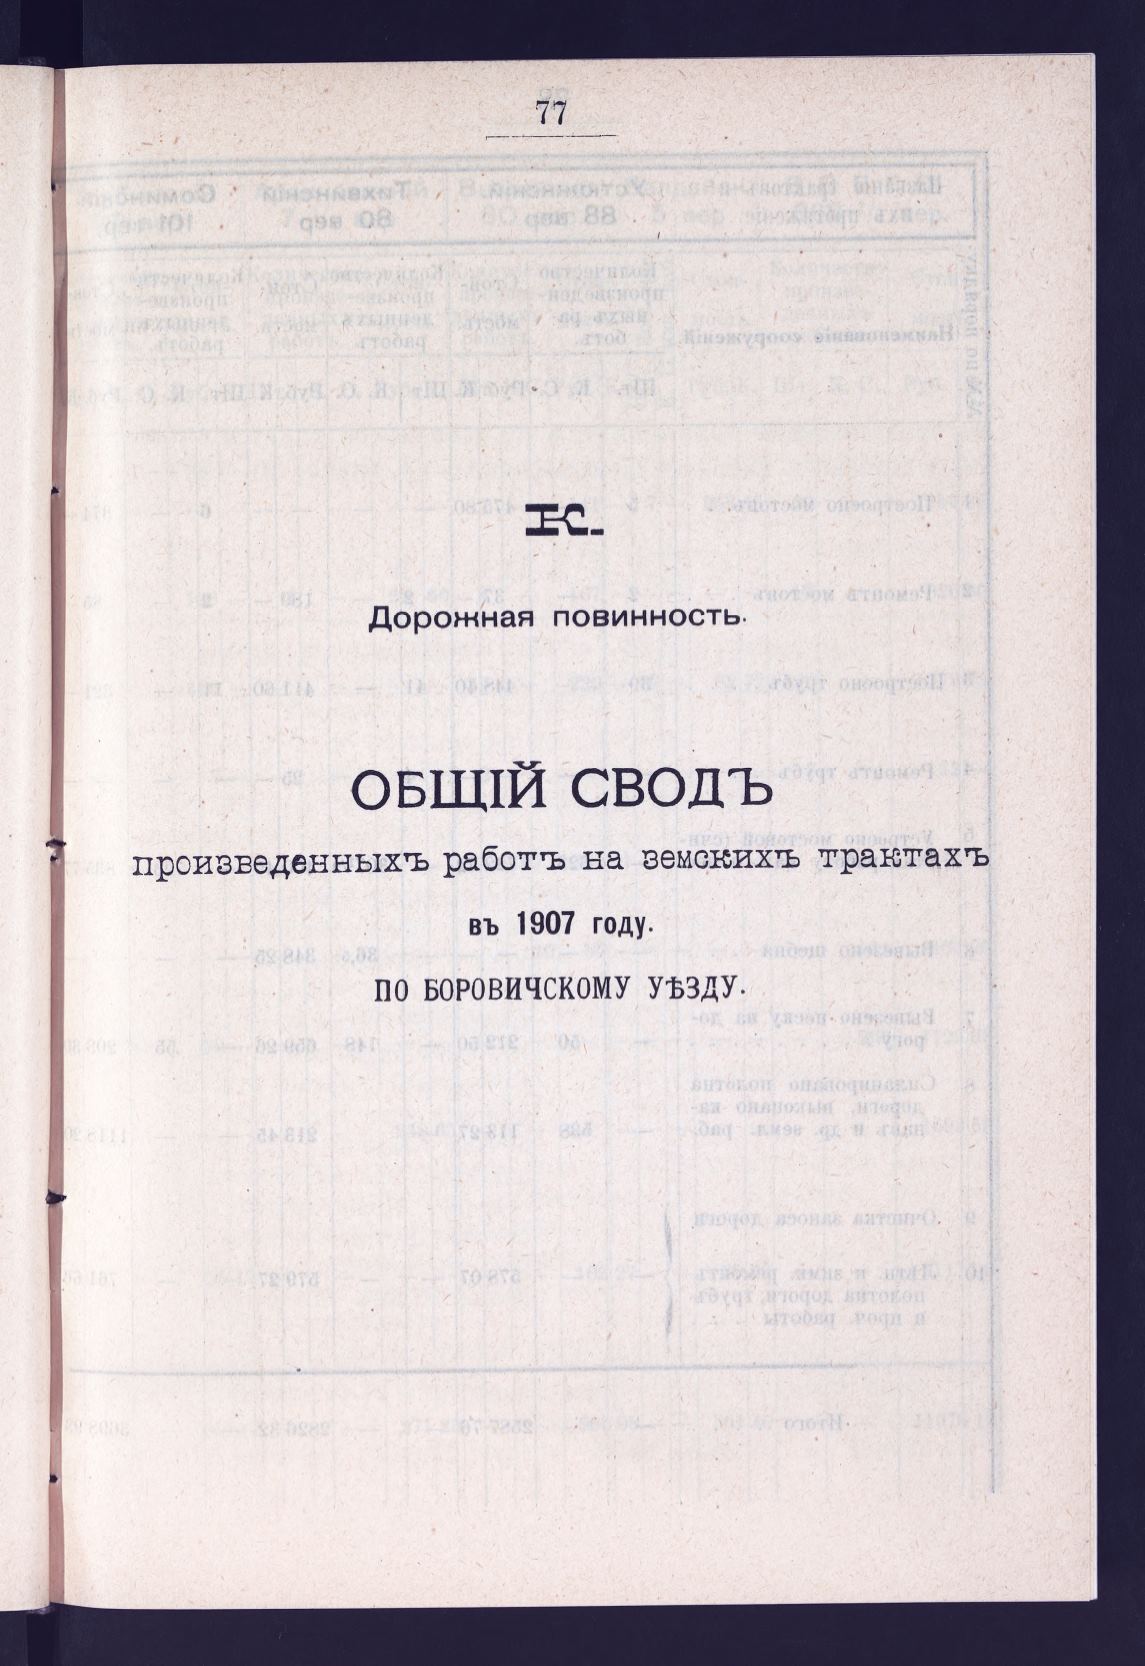 77
К.
Дорожная повинность.
ОБЩІЙ СВОДЪ
произведенныхъ работъ на земскихъ трактахъ
въ 1907 году.
ПО БОРОВИЧСКОМУ УѢЗДУ.